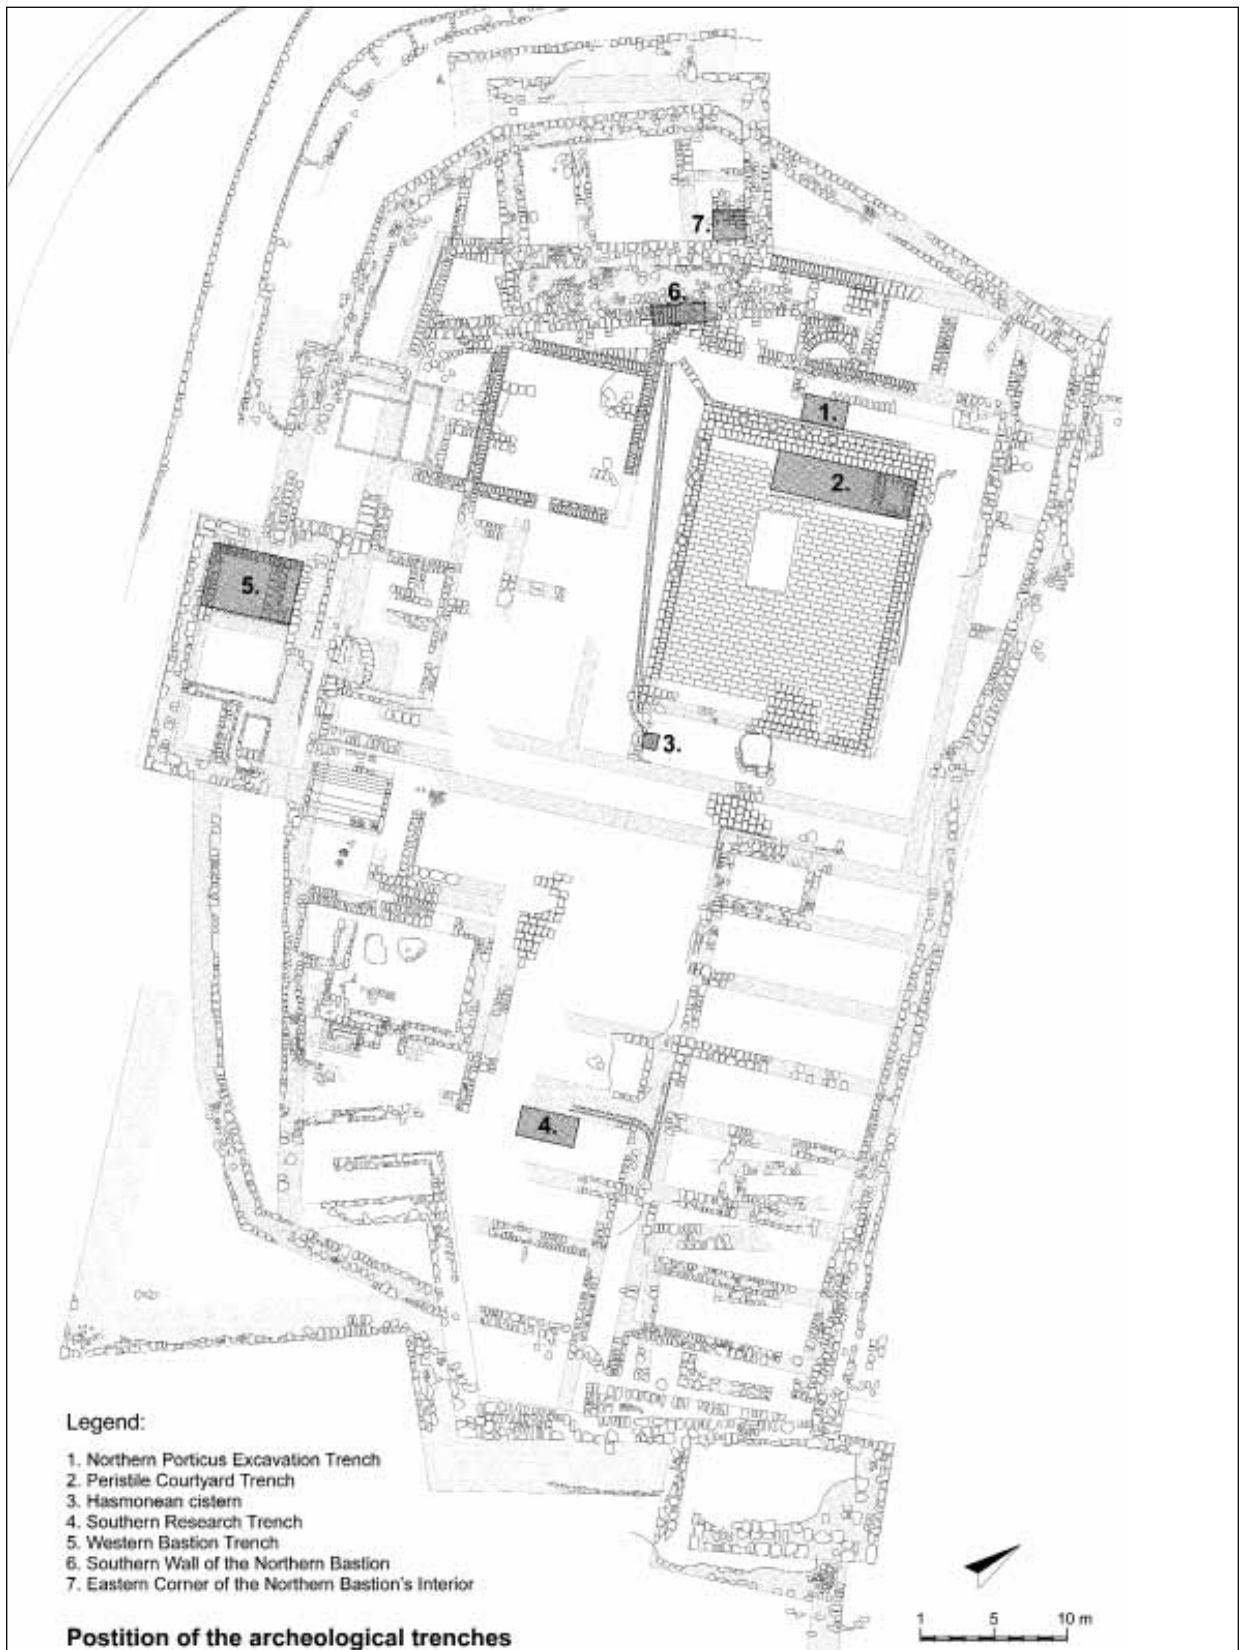 7.
6.
1.
2.
5.
3.
4.
Legend:
1. Northern Porticus Excavation Trench
2. Peristile Courtyard Trench
3. Hasmonean cistern
4. Southern Research Trench
5. Western Bastion Trench
6. Southern Wall of the Northern Bastion
7. Eastern Corner of the Northern Bastion's Interior
Postition of the archeological trenches
1 5 10 m